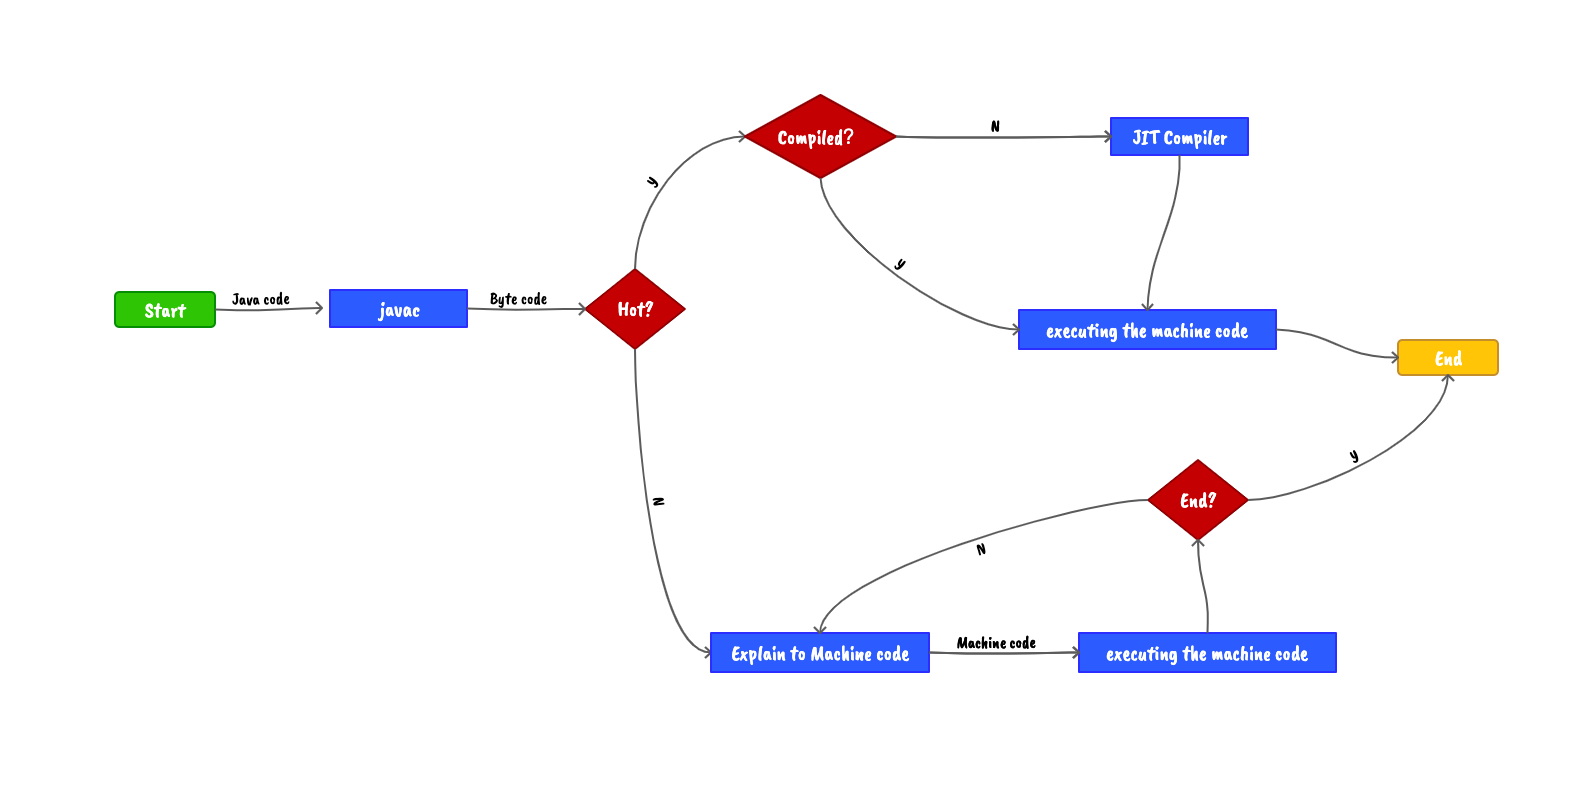 Compiled?
N
JIT Compiler
y
y
Start
Java code
javac
Byte code
Hot?
executing the machine code
End
y
N
End?
N
Explain to Machine code
Machine code
executing the machine code